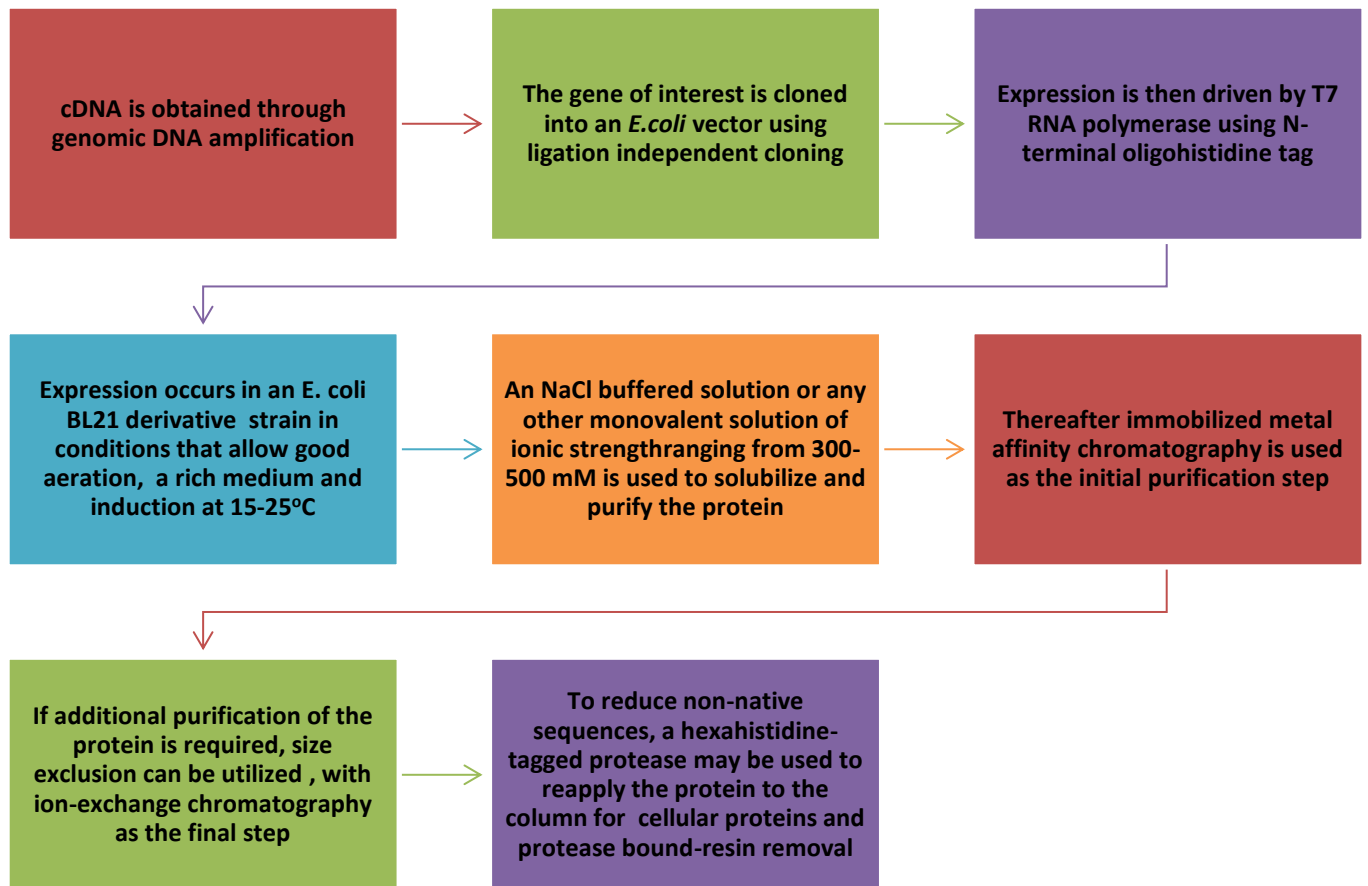 cDNA is obtained through
genomic DNA amplification
The gene of interest is cloned
into an E.coli vector using
ligation independent cloning
Expression is then driven by T7
RNA polymerase using N-
terminal oligohistidine tag
Expression occurs in an E. coli
BL21 derivative strain in
conditions that allow good
aeration, a rich medium and
induction at 15-25°C
An NaCl buffered solution or any
other monovalent solution of
ionic strengthranging from 300-
500 mM is used to solubilize and
purify the protein
Thereafter immobilized metal
affinity chromatography is used
as the initial purification step
If additional purification of the
protein is required, size
exclusion can be utilized , with
ion-exchange chromatography
as the final step
To reduce non-native
sequences, a hexahistidine-
tagged protease may be used to
reapply the protein to the
column for cellular proteins and
protease bound-resin removal